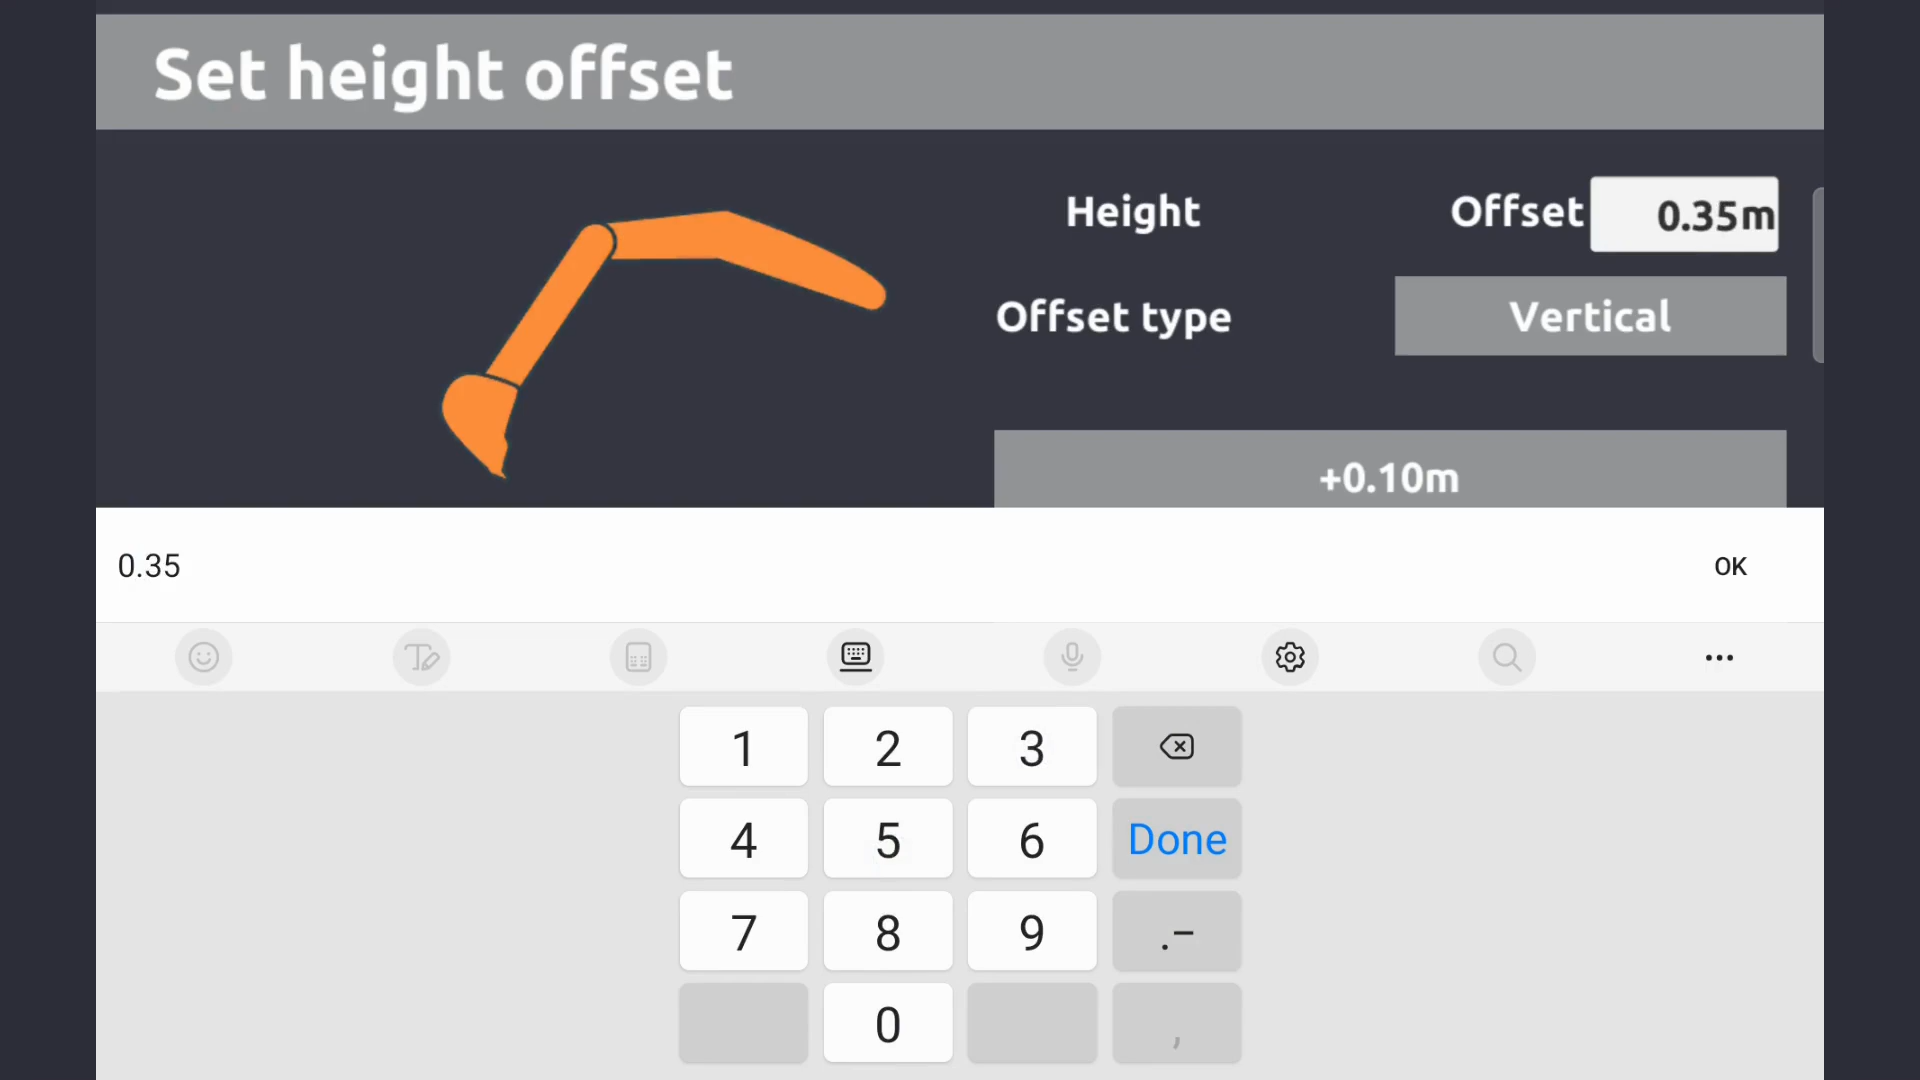 Set height offset
Height Offset 0.35m
Offset type Vertical
+0.10m
0.35 OK
1 2 3
4 5 6 Done
7 8 9 .–
0 ,